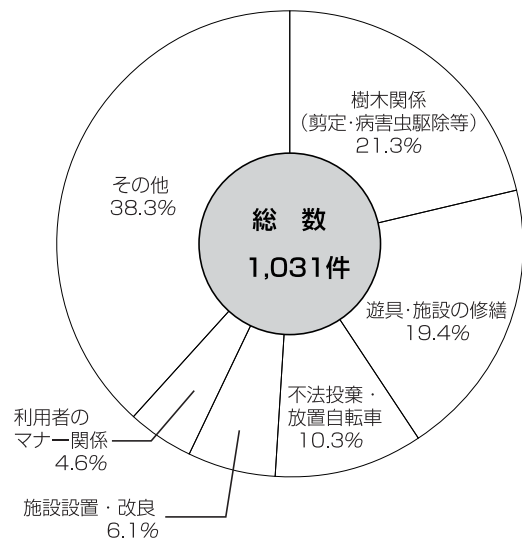 樹木関係
（剪定・病害虫駆除等）
21.3%
遊具・施設の修繕
19.4%
不法投棄・
放置自転車
10.3%
施設設置・改良
6.1%
利用者の
マナー関係
4.6%
その他
38.3%
総　数
1,031件